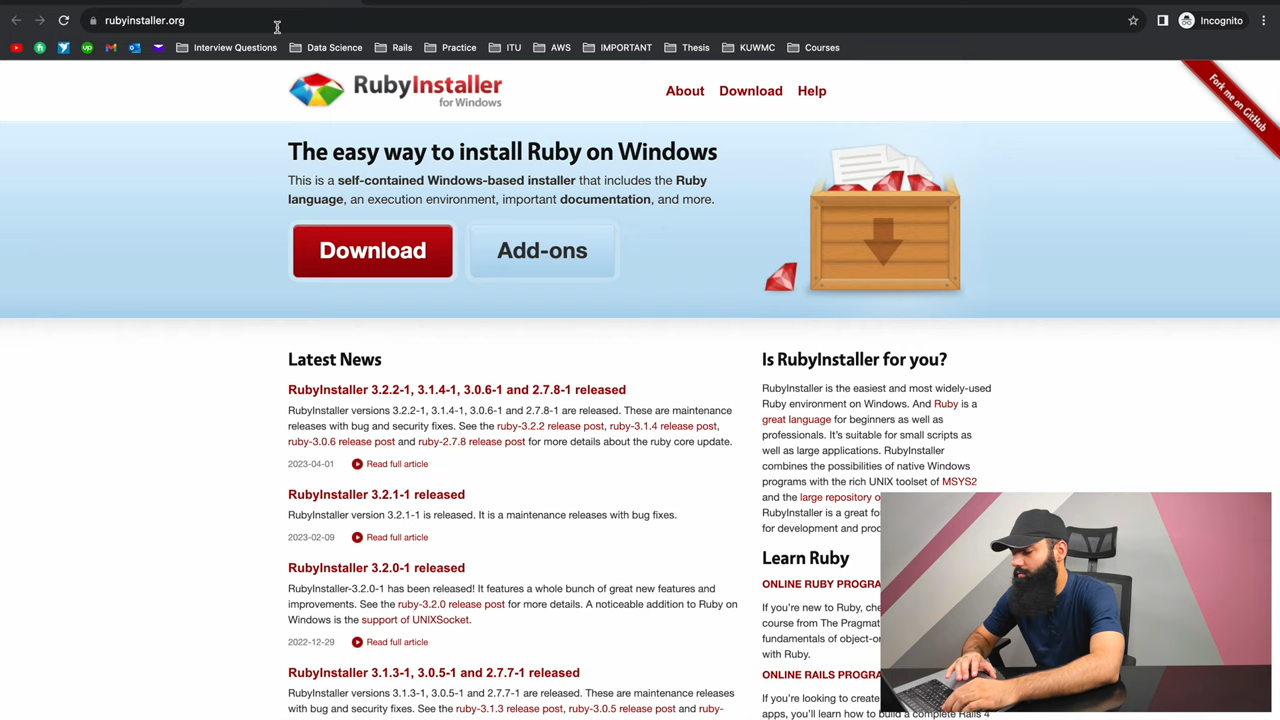 rubyinstaller.org
Incognito
Interview Questions
Data Science
Rails
Practice
ITU
AWS
IMPORTANT
Thesis
KUWMC
Courses
RubyInstaller
for Windows
About
Download
Help
Fork me on GitHub
The easy way to install Ruby on Windows
This is a self-contained Windows-based installer that includes the Ruby
language, an execution environment, important documentation, and more.
Download
Add-ons
Latest News
RubyInstaller 3.2.2-1, 3.1.4-1, 3.0.6-1 and 2.7.8-1 released
RubyInstaller versions 3.2.2-1, 3.1.4-1, 3.0.6-1 and 2.7.8-1 are released. These are maintenance
releases with bug and security fixes. See the ruby-3.2.2 release post, ruby-3.1.4 release post,
ruby-3.0.6 release post and ruby-2.7.8 release post for more details about the ruby core update.
2023-04-01
Read full article
RubyInstaller 3.2.1-1 released
RubyInstaller version 3.2.1-1 is released. It is a maintenance releases with bug fixes.
2023-02-09
Read full article
RubyInstaller 3.2.0-1 released
RubyInstaller-3.2.0-1 has been released! It features a whole bunch of great new features and
improvements. See the ruby-3.2.0 release post for more details. A noticeable addition to Ruby on
Windows is the support of UNIXSocket.
2022-12-29
Read full article
RubyInstaller 3.1.3-1, 3.0.5-1 and 2.7.7-1 released
RubyInstaller versions 3.1.3-1, 3.0.5-1 and 2.7.7-1 are released. These are maintenance releases
with bug and security fixes. See the ruby-3.1.3 release post, ruby-3.0.5 release post and ruby-
Is RubyInstaller for you?
RubyInstaller is the easiest and most widely-used
Ruby environment on Windows. And Ruby is a
great language for beginners as well as
professionals. It's suitable for small scripts as
well as large applications. RubyInstaller
combines the possibilities of native Windows
programs with the rich UNIX toolset of MSYS2
and the large repository o
RubyInstaller is a great fo
for development and proc
Learn Ruby
ONLINE RUBY PROGRA
If you're new to Ruby, che
course from The Pragmat
fundamentals of object-or
with Ruby.
ONLINE RAILS PROGRA
If you're looking to create
apps, you'll learn how to build a complete Rails 4